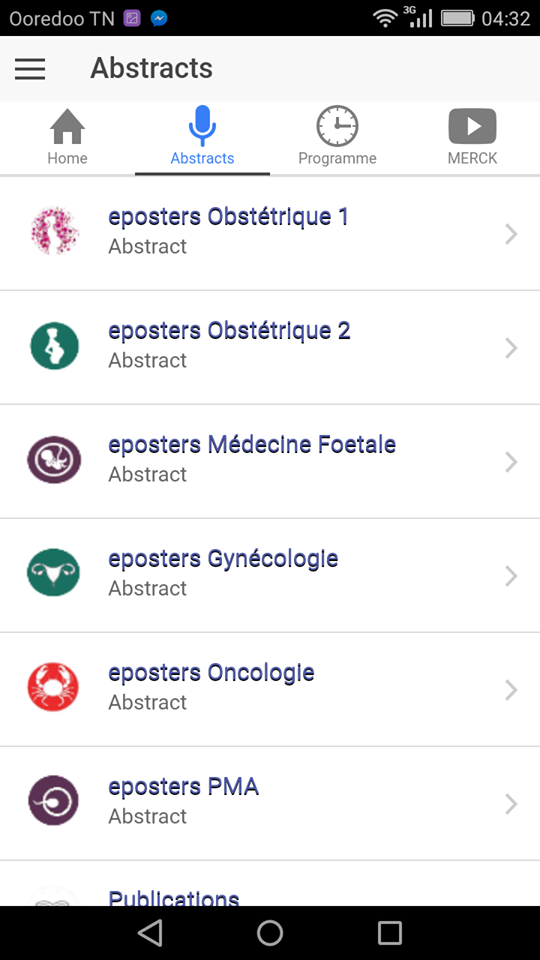 Ooredoo TN
3G
04:32
Abstracts
Home
Abstracts
Programme
MERCK
eposters Obstétrique 1
Abstract
eposters Obstétrique 2
Abstract
eposters Médecine Foetale
Abstract
eposters Gynécologie
Abstract
eposters Oncologie
Abstract
eposters PMA
Abstract
Publications